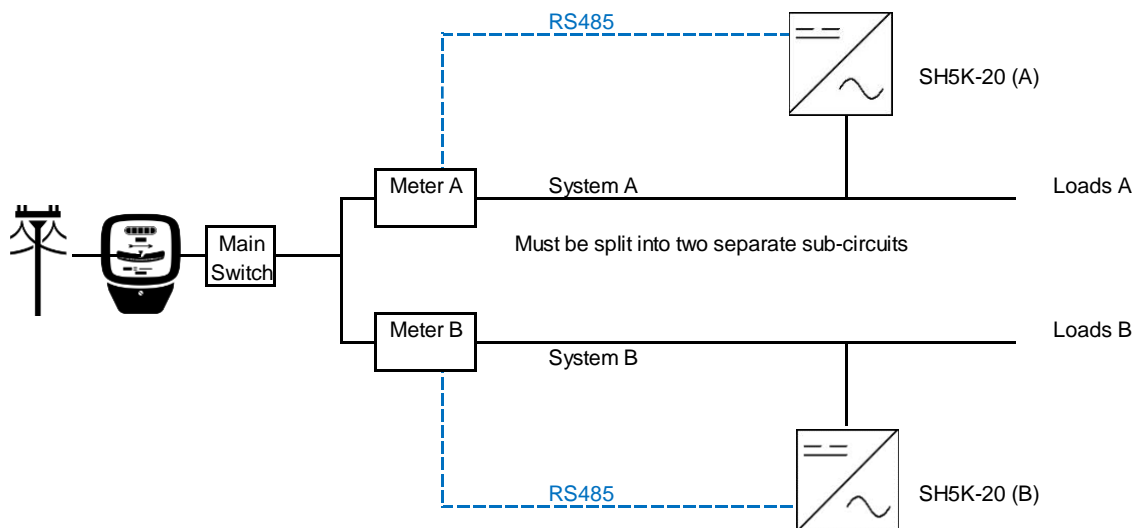 RS485
SH5K-20 (A)
Meter A
System A
Loads A
Main
Switch
Must be split into two separate sub-circuits
Meter B
System B
Loads B
RS485
SH5K-20 (B)